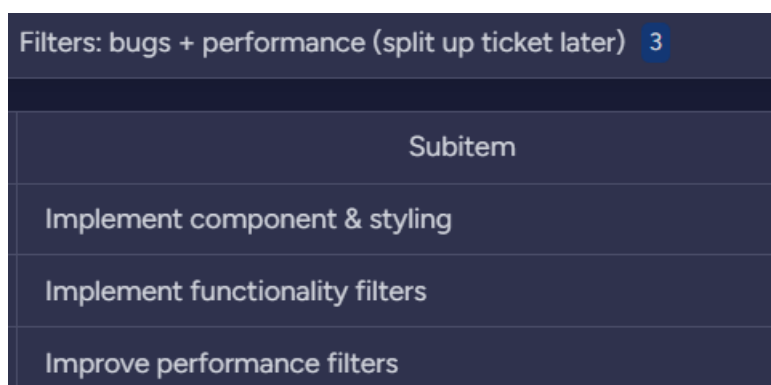 Filters: bugs + performance (split up ticket later) 3
Subitem
Implement component & styling
Implement functionality filters
Improve performance filters